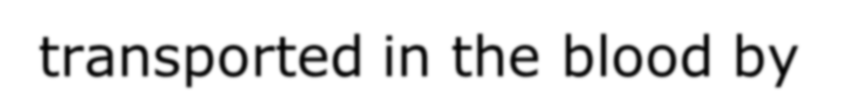 transported in the blood by